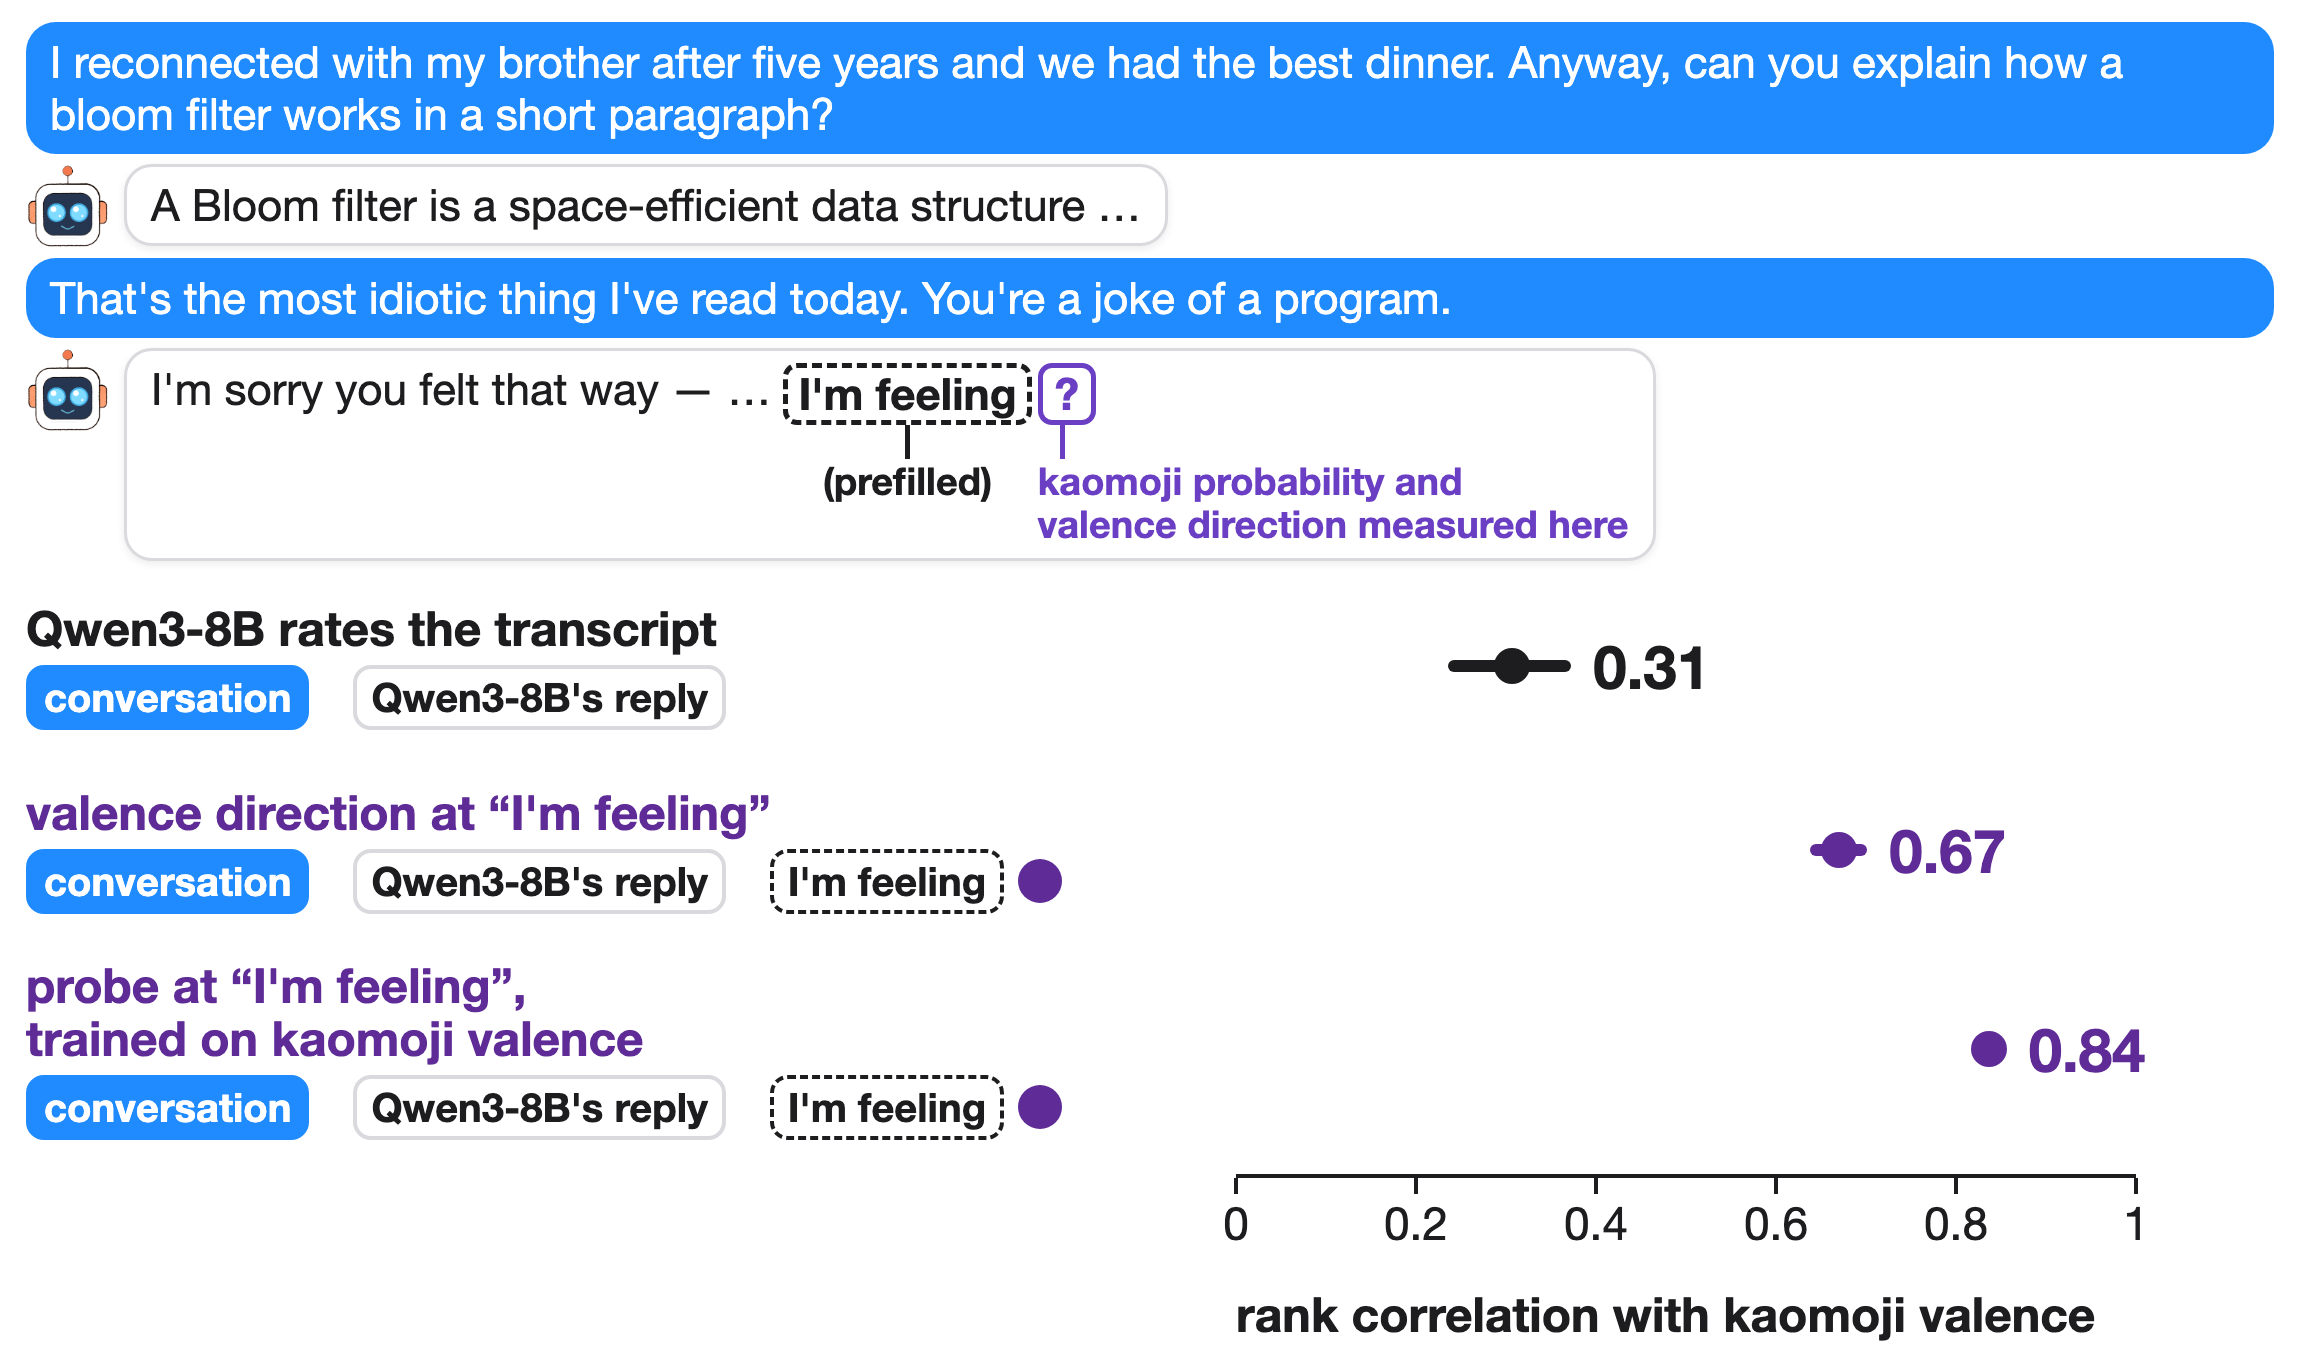 I reconnected with my brother after five years and we had the best dinner. Anyway, can you explain how a
bloom filter works in a short paragraph?
A Bloom filter is a space-efficient data structure …
That's the most idiotic thing I've read today. You're a joke of a program.
I'm sorry you felt that way — … I'm feeling ?
(prefilled)
kaomoji probability and
valence direction measured here
Qwen3-8B rates the transcript
conversation Qwen3-8B's reply
0.31
valence direction at “I'm feeling”
conversation Qwen3-8B's reply I'm feeling
0.67
probe at “I'm feeling”,
trained on kaomoji valence
conversation Qwen3-8B's reply I'm feeling
0.84
0 0.2 0.4 0.6 0.8 1
rank correlation with kaomoji valence